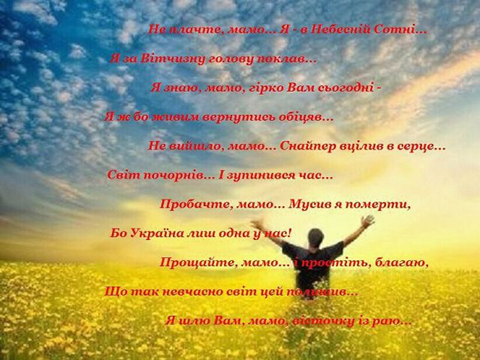 Не плачте, мамо... Я - в Небесній Сотні...
Я за Вітчизну голову поклав...
Я знаю, мамо, гірко Вам сьогодні -
Я ж бо живим вернутись обіцяв...
Не вийшло, мамо... Снайпер вцілив в серце...
Світ почорнів... І зупинився час...
Пробачте, мамо... Мусив я померти,
Бо Україна лиш одна у нас!
Прощайте, мамо... і простіть, благаю,
Що так невчасно світ цей полишив...
Я шлю Вам, мамо, вісточку із раю...